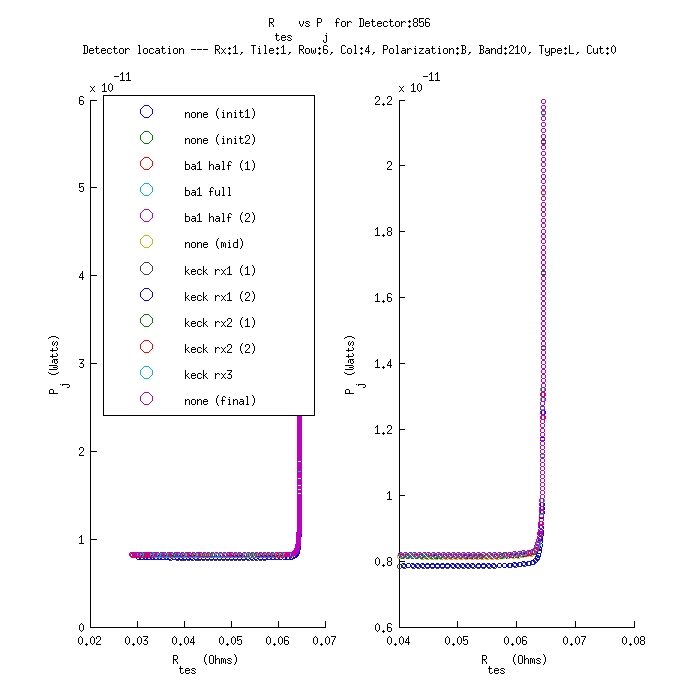 R    vs P  for Detector:856
tes    j
Detector location --- Rx:1, Tile:1, Row:6, Col:4, Polarization:B, Band:210, Type:L, Cut:0
x 10^-11
6
5
4
3
2
1
0
P_j (Watts)
none (init1)
none (init2)
ba1 half (1)
ba1 full
ba1 half (2)
none (mid)
keck rx1 (1)
keck rx1 (2)
keck rx2 (1)
keck rx2 (2)
keck rx3
none (final)
0.02 0.03 0.04 0.05 0.06 0.07
R_tes (Ohms)
x 10^-11
2.2
2
1.8
1.6
1.4
1.2
1
0.8
0.6
P_j (Watts)
0.04 0.05 0.06 0.07 0.08
R_tes (Ohms)